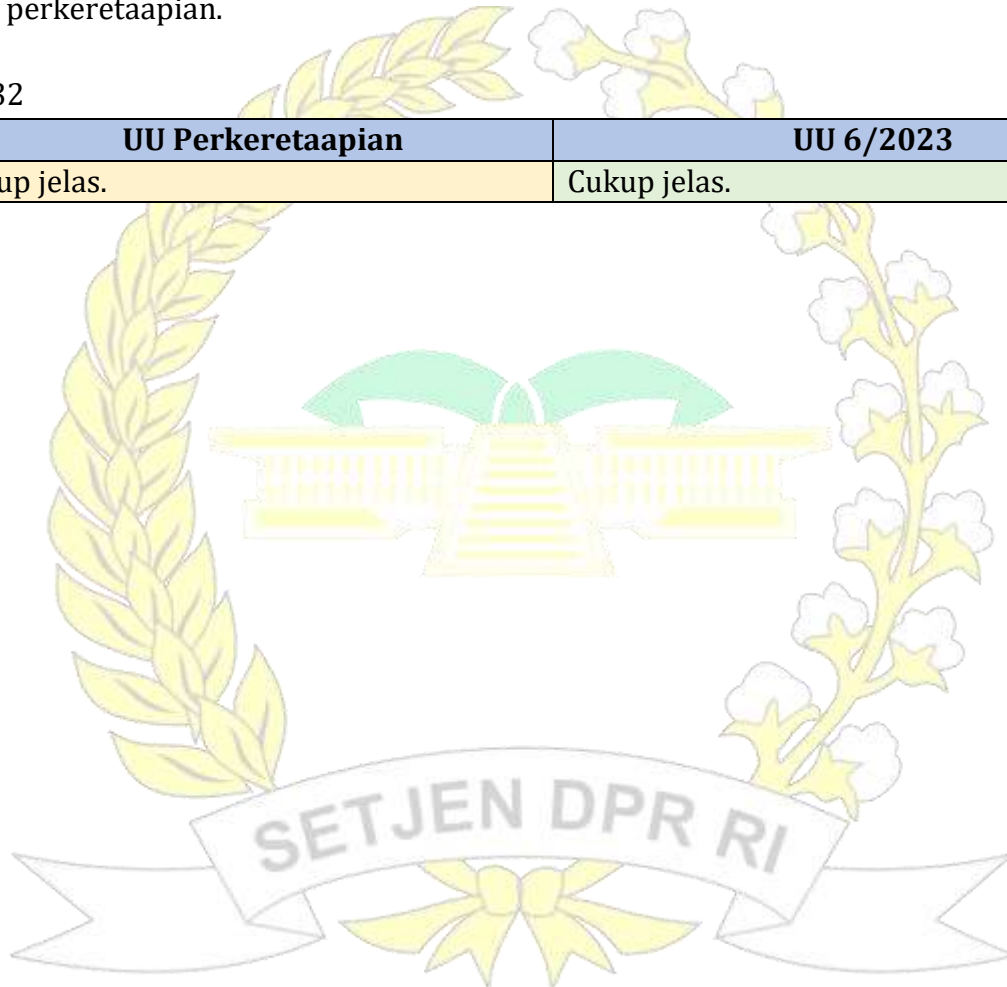 perkeretaapian.
32
UU Perkeretaapian UU 6/2023
up jelas. Cukup jelas.
SETJEN DPR RI